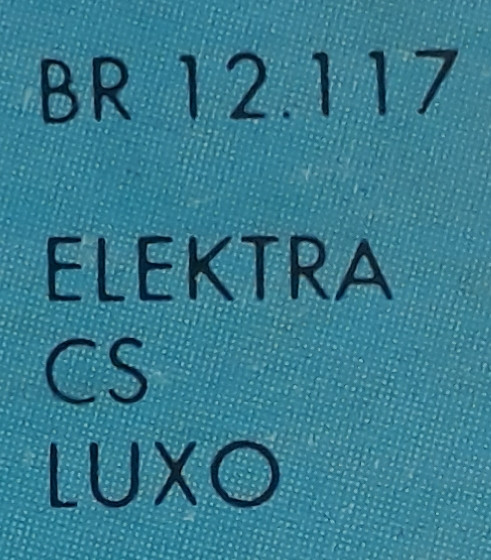 BR 12.117
ELEKTRA
CS
LUXO